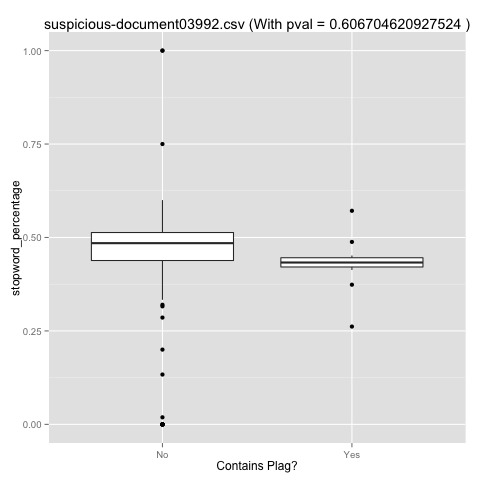 suspicious-document03992.csv (With pval = 0.606704620927524 )
1.00
0.75
0.50
0.25
0.00
stopword_percentage
No
Yes
Contains Plag?